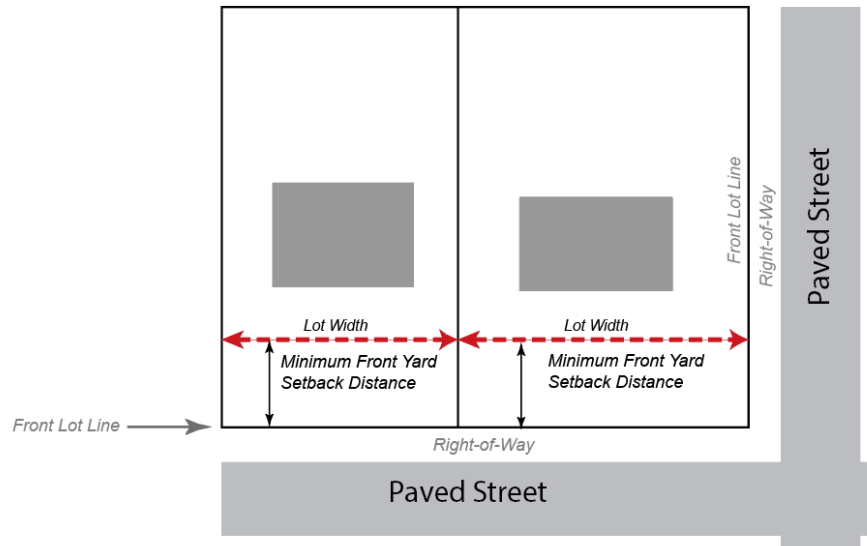 Front Lot Line
Right-of-Way
Paved Street
Lot Width
Lot Width
Minimum Front Yard
Setback Distance
Minimum Front Yard
Setback Distance
Front Lot Line
Right-of-Way
Paved Street